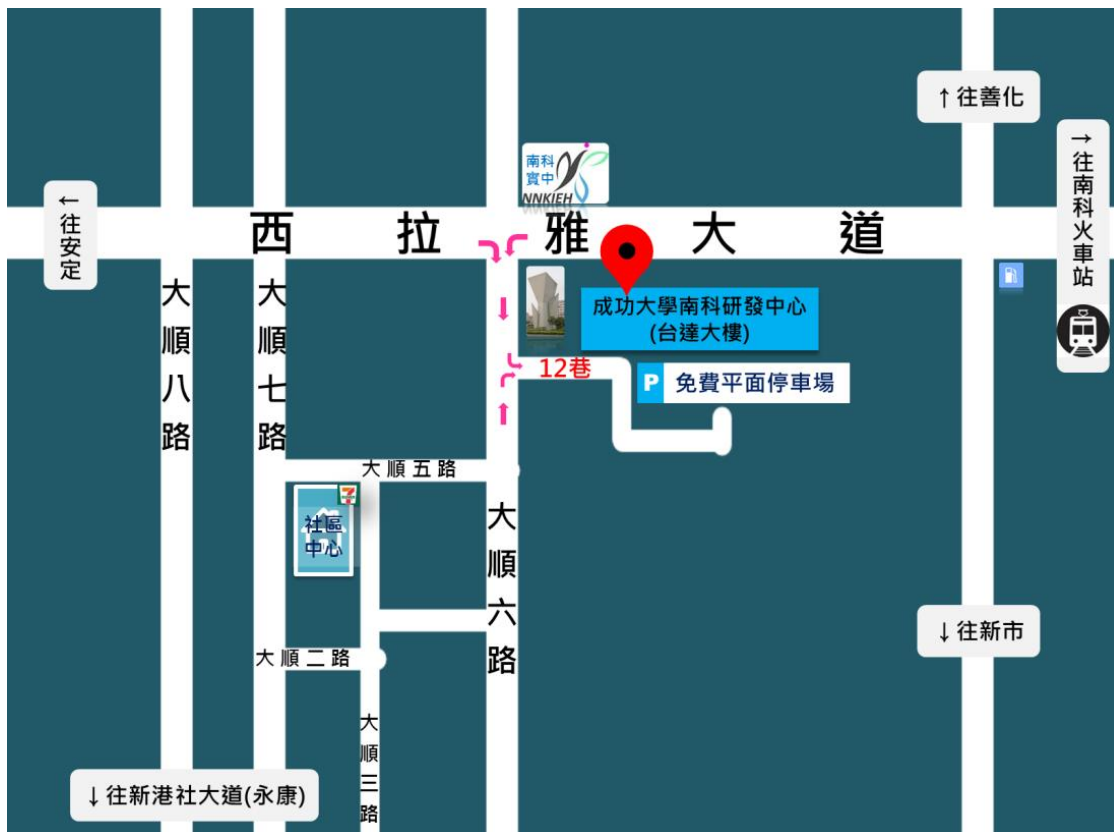 ↑往善化
→往南科火車站
南科
實中
NNKIEH
←往安定
西拉雅大道
大順八路
大順七路
成功大學南科研發中心
(台達大樓)
12巷
P 免費平面停車場
大順五路
7
社區
中心
大順六路
↓往新市
大順二路
大順三路
↓往新港社大道(永康)